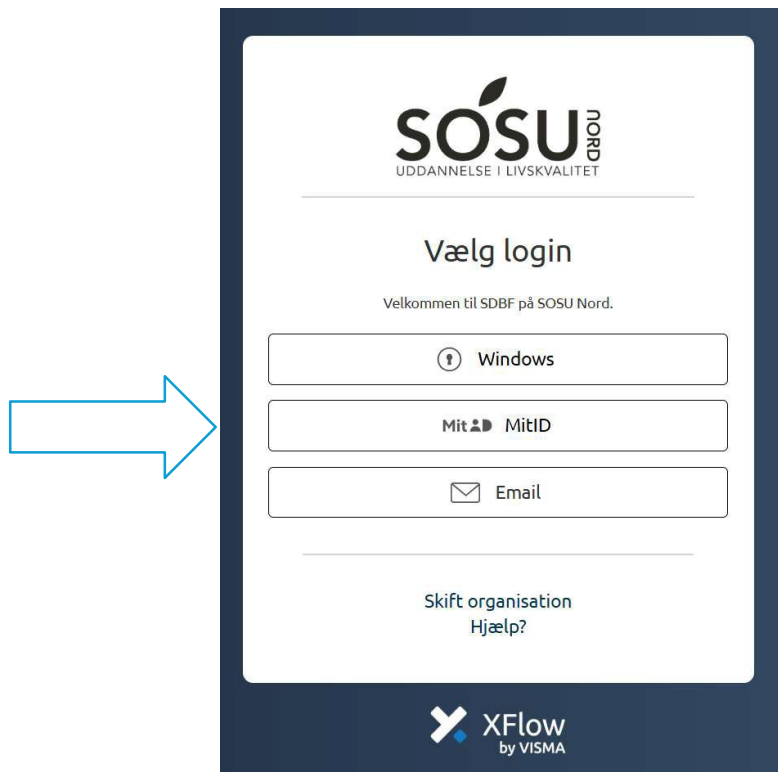 SOSU NORD
UDDANNELSE I LIVSKVALITET
Vælg login
Velkommen til SDBF på SOSU Nord.
Windows
Mit MitID
Email
Skift organisation
Hjælp?
XFlow
by VISMA